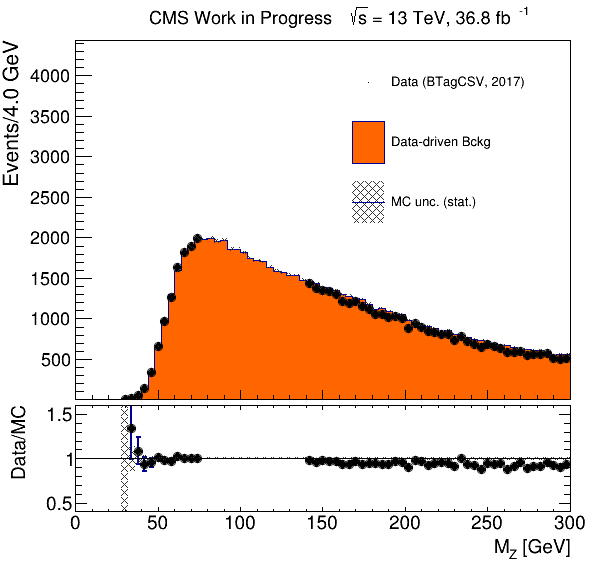 CMS Work in Progress √s = 13 TeV, 36.8 fb⁻¹
Events/4.0 GeV
4000
3500
3000
2500
2000
1500
1000
500
Data (BTagCSV, 2017)
Data-driven Bckg
MC unc. (stat.)
Data/MC
1.5
1
0.5
0 50 100 150 200 250 300
M_Z [GeV]